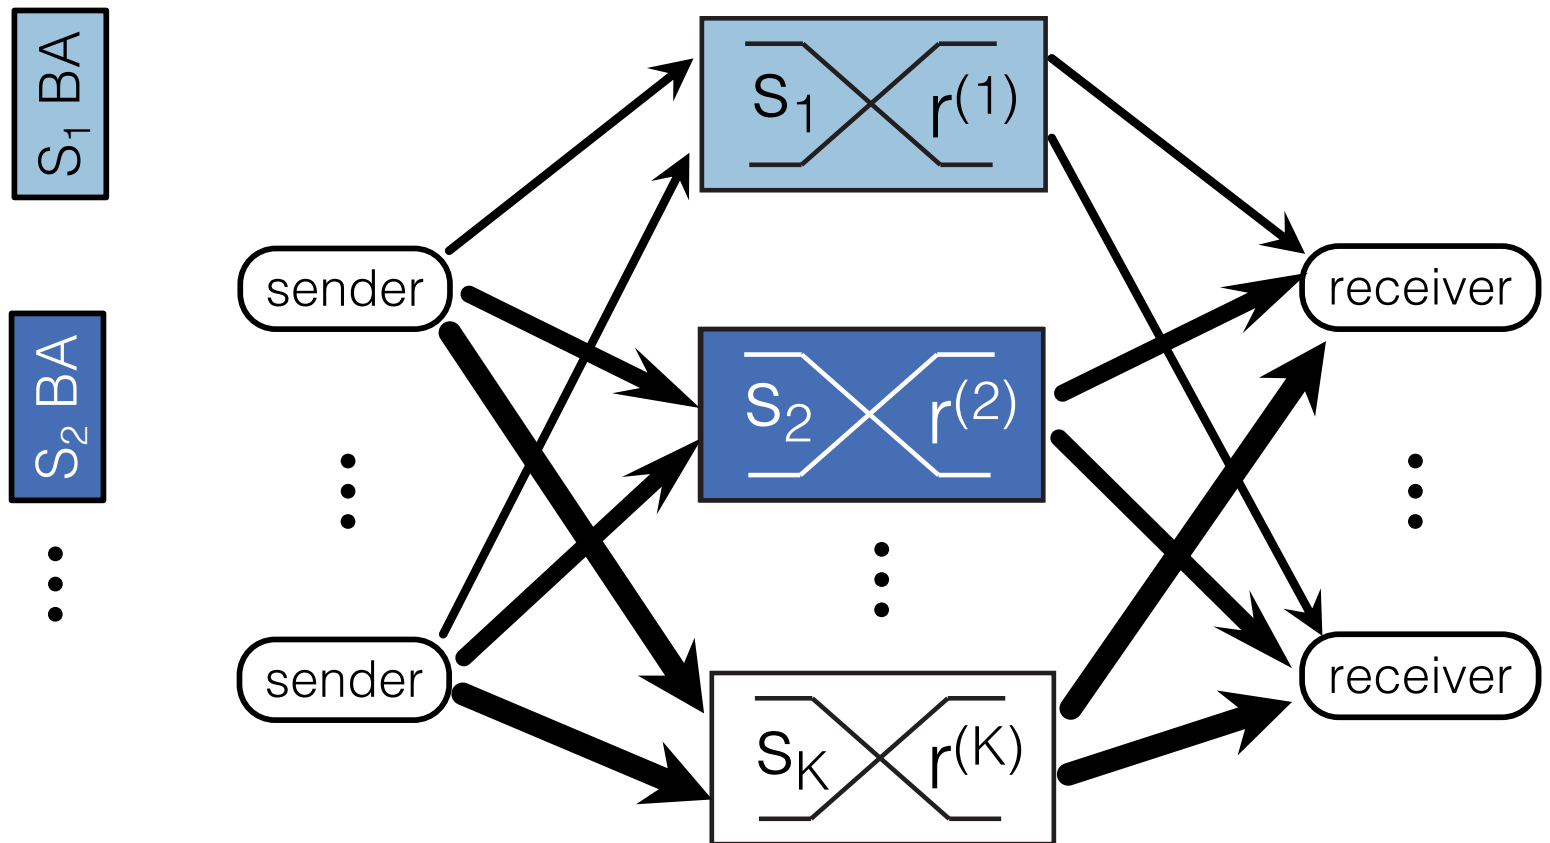 S₁ BA
S₁ r⁽¹⁾
sender
receiver
S₂ BA
S₂ r⁽²⁾
sender
receiver
S_K r^(K)